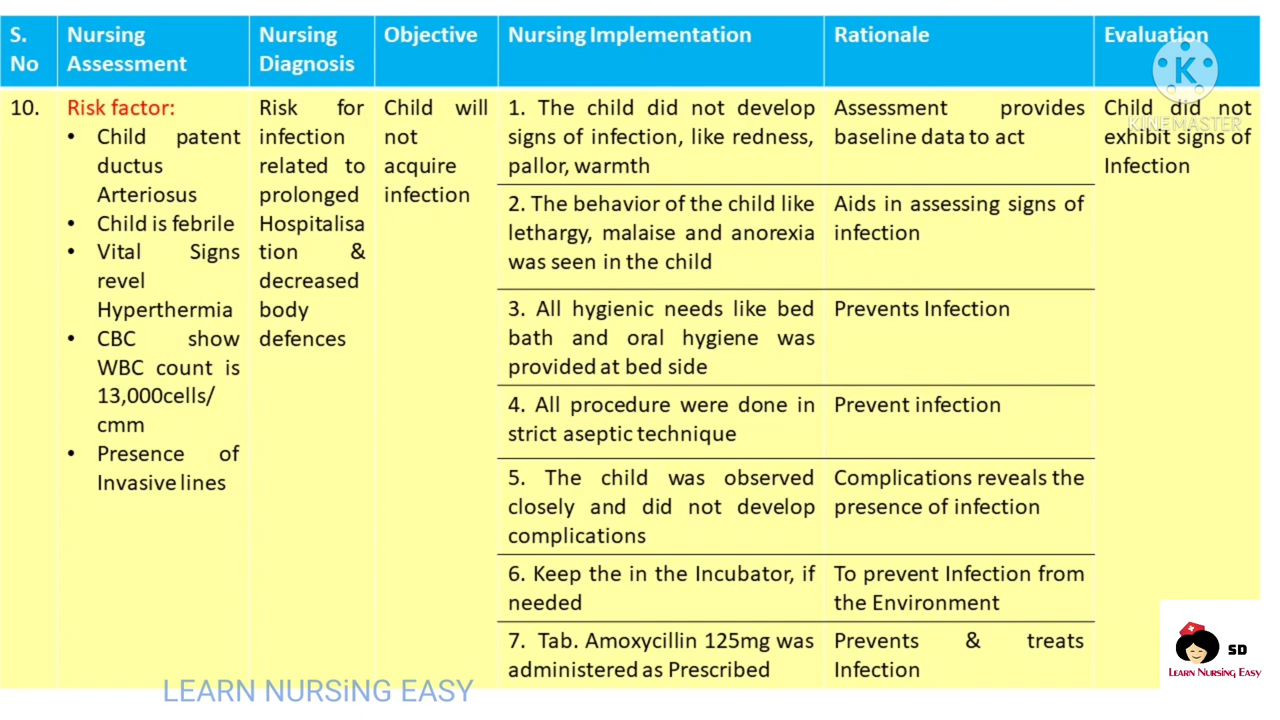 S. No
Nursing Assessment
Nursing Diagnosis
Objective
Nursing Implementation
Rationale
Evaluation
10.
Risk factor:
• Child patent
ductus
Arteriosus
• Child is febrile
• Vital Signs
revel
Hyperthermia
• CBC show
WBC count is
13,000cells/
cmm
• Presence of
Invasive lines
Risk for
infection
related to
prolonged
Hospitalisa
tion &
decreased
body
defences
Child will
not
acquire
infection
1. The child did not develop
signs of infection, like redness,
pallor, warmth
Assessment provides
baseline data to act
2. The behavior of the child like
lethargy, malaise and anorexia
was seen in the child
Aids in assessing signs of
infection
3. All hygienic needs like bed
bath and oral hygiene was
provided at bed side
Prevents Infection
4. All procedure were done in
strict aseptic technique
Prevent infection
5. The child was observed
closely and did not develop
complications
Complications reveals the
presence of infection
6. Keep the in the Incubator, if
needed
To prevent Infection from
the Environment
7. Tab. Amoxycillin 125mg was
administered as Prescribed
Prevents & treats
Infection
Child did not
exhibit signs of
Infection
K
KINEMASTER
SD
LEARN NURSING EASY
LEARN NURSiNG EASY